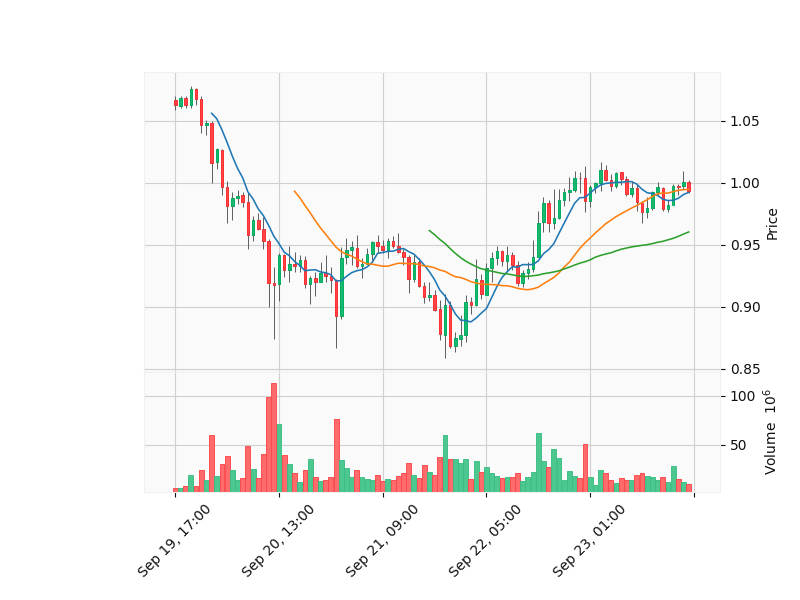 1.05
1.00
0.95
0.90
0.85
Price
100
50
Volume 10^6
Sep 19, 17:00
Sep 20, 13:00
Sep 21, 09:00
Sep 22, 05:00
Sep 23, 01:00